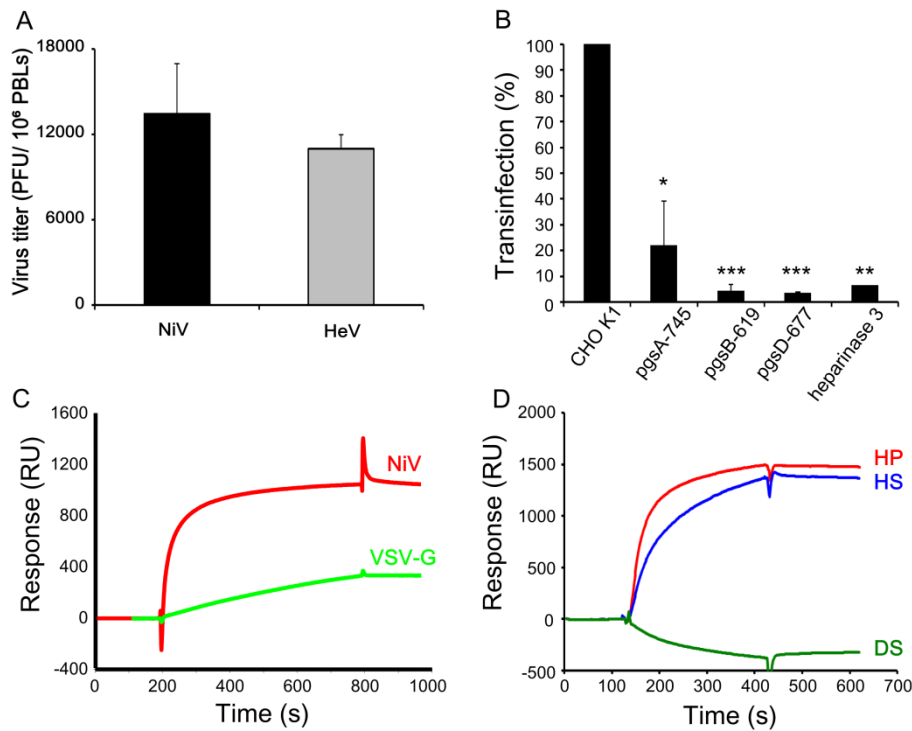 A
Virus titer (PFU/ 10⁶ PBLs)
18000
12000
6000
0
NiV
HeV
B
Transinfection (%)
100
90
80
70
60
50
40
30
20
10
0
*
***
***
**
CHO K1
pgsA-745
pgsB-619
pgsD-677
heparinase 3
C
Response (RU)
1600
1200
800
400
0
-400
NiV
VSV-G
0
200
400
600
800
1000
Time (s)
D
Response (RU)
2000
1500
1000
500
0
-500
HP
HS
DS
0
100
200
300
400
500
600
700
Time (s)